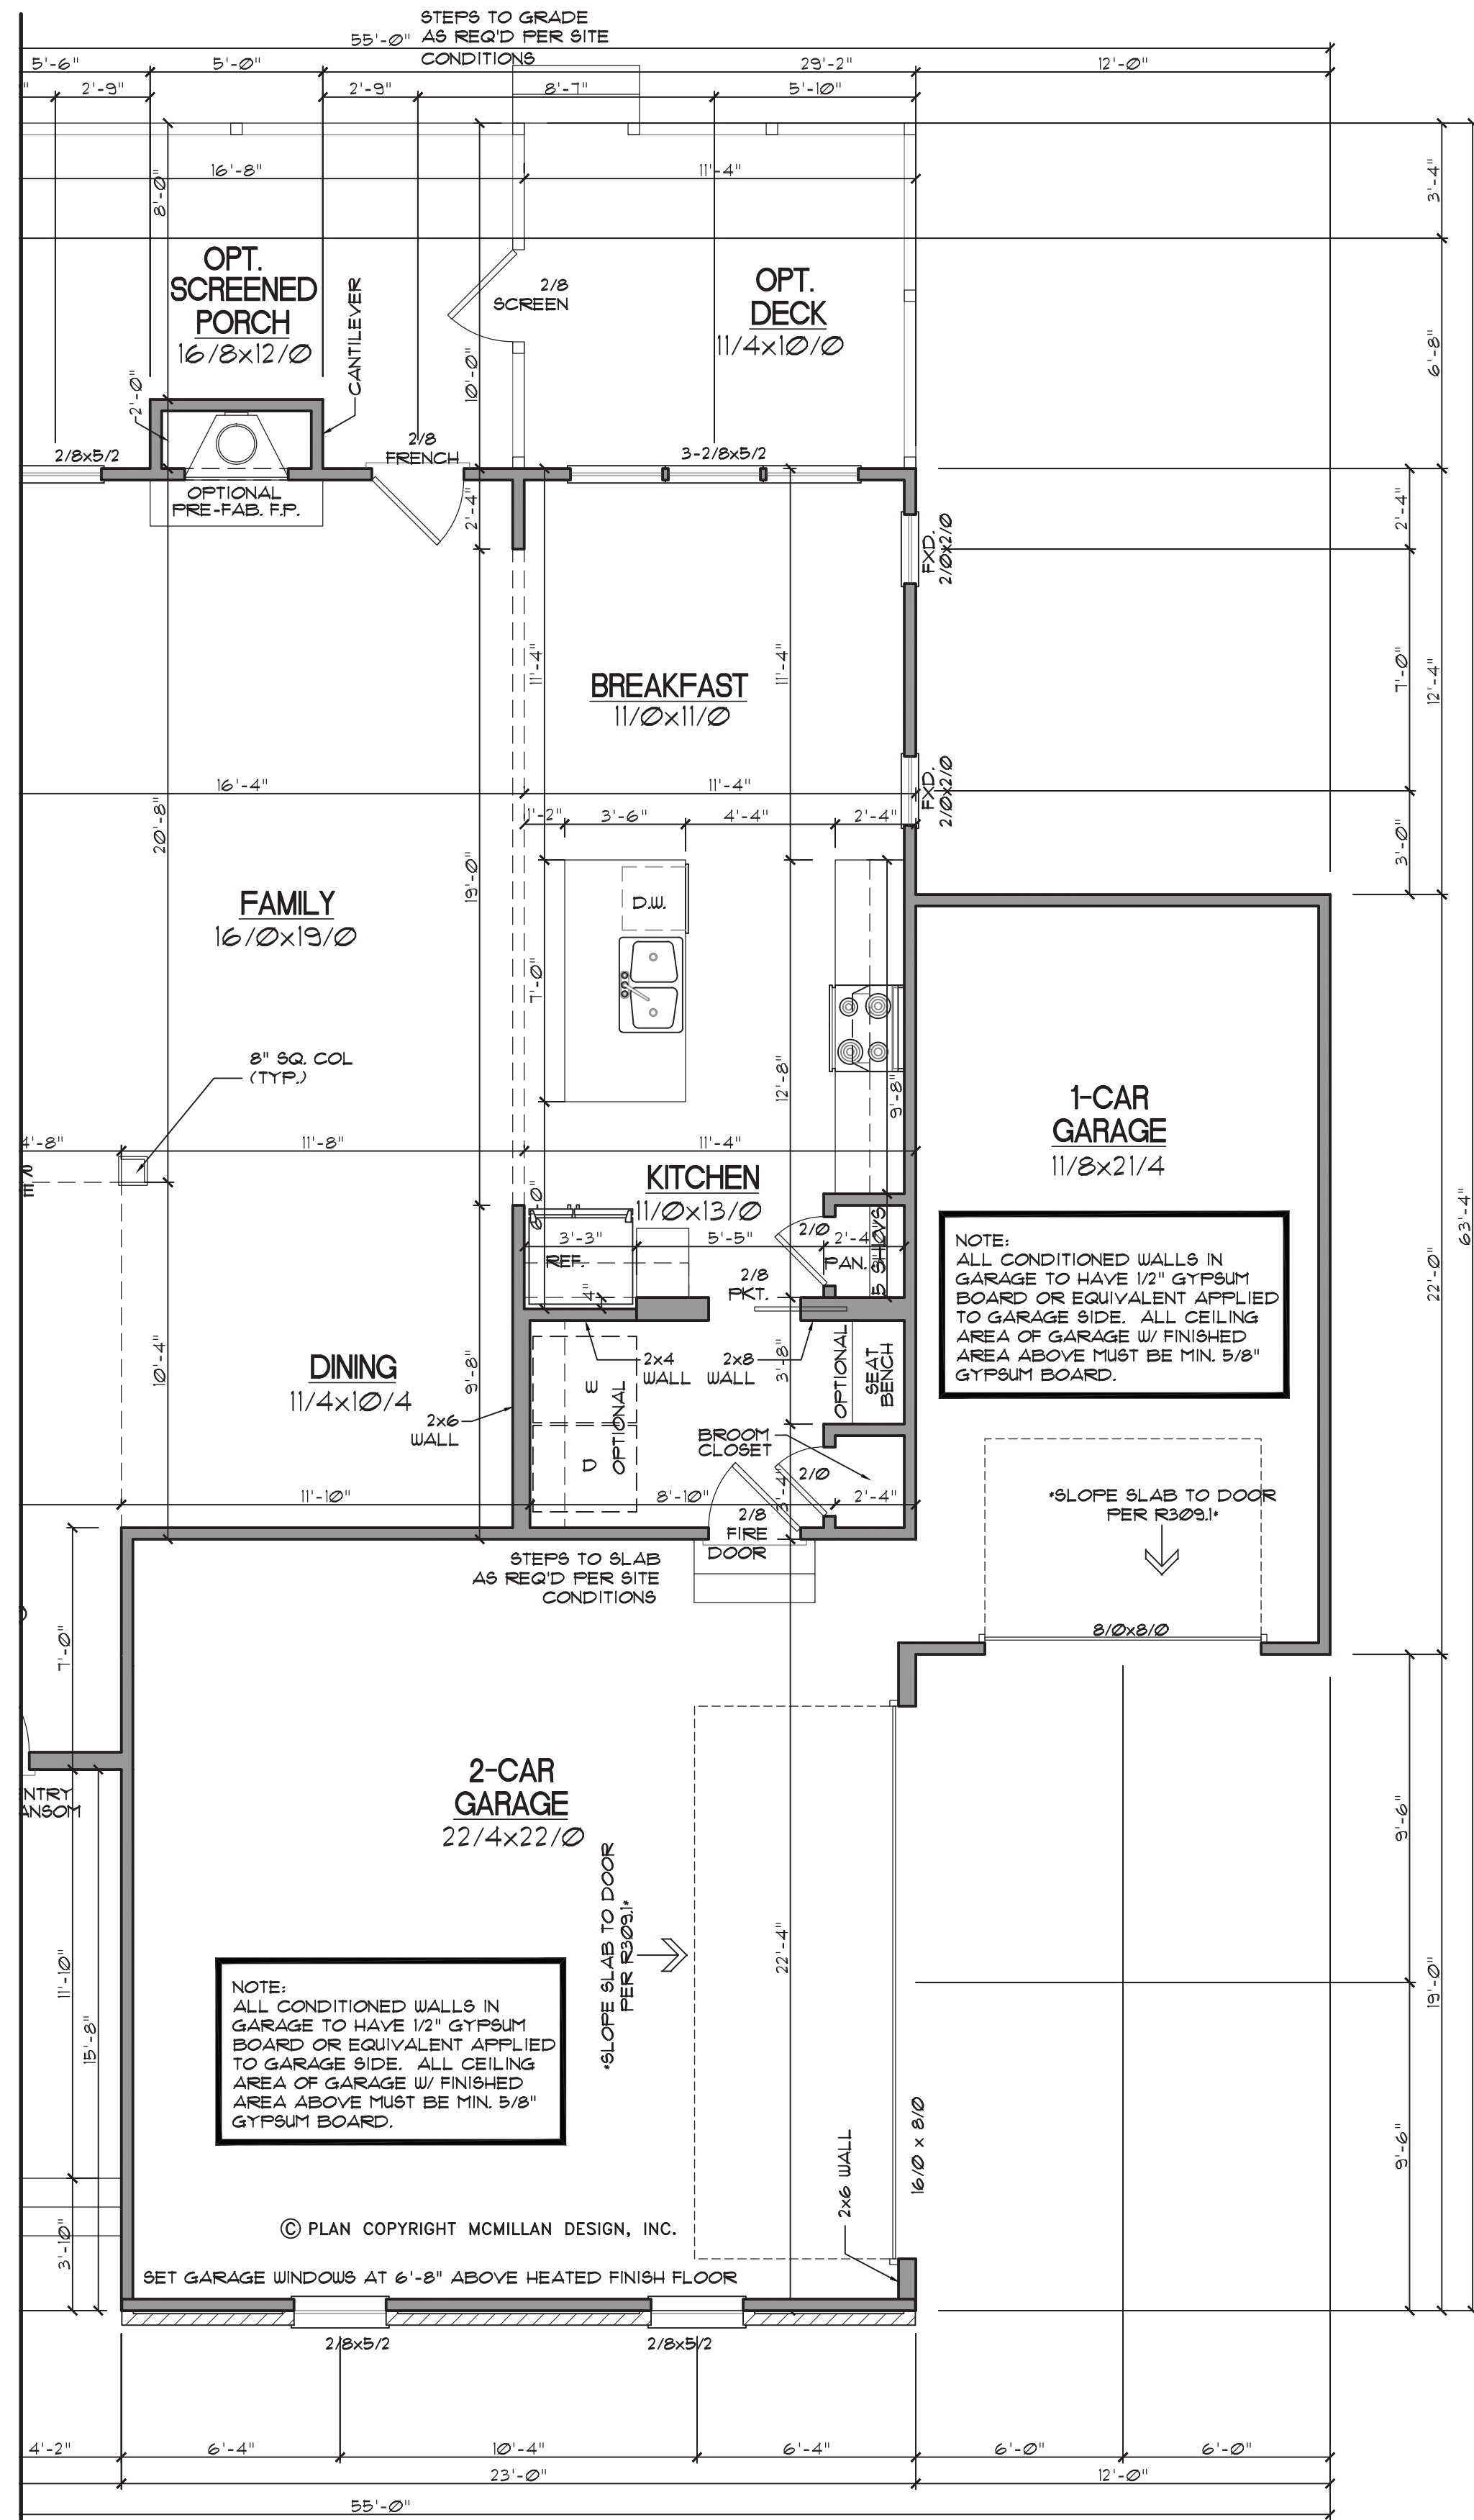 STEPS TO GRADE
55'-0" AS REQ'D PER SITE
CONDITIONS
5'-6" 5'-0" 29'-2" 12'-0"
2'-9" 2'-9" 8'-7" 5'-10"
16'-8" 11'-4"
8'-0"
3'-4"
OPT.
SCREENED
PORCH
16/8x12/0
CANTILEVER
2/8
SCREEN
OPT.
DECK
11/4x10/0
10'-0"
6'-8"
2'-0"
2/8x5/2
2/8
FRENCH
3-2/8x5/2
OPTIONAL
PRE-FAB. F.P.
2'-4"
FXD.
2/0x2/0
2'-4"
11'-4"
11'-4"
BREAKFAST
11/0x11/0
7'-0"
12'-4"
16'-4" 11'-4"
FXD.
2/0x2/0
1'-2" 3'-6" 4'-4" 2'-4"
20'-8"
19'-0"
3'-0"
FAMILY
16/0x19/0
D.W.
7'-0"
8" SQ. COL
(TYP.)
12'-8"
9'-8"
1-CAR
GARAGE
11/8x21/4
4'-8" 11'-8" 11'-4"
KITCHEN
11/0x13/0
63'-4"
22'-0"
3'-3" 5'-5" 2'-4"
REF.
4"
2/0
PAN.
5 SHLVS
2/8
PKT.
NOTE:
ALL CONDITIONED WALLS IN
GARAGE TO HAVE 1/2" GYPSUM
BOARD OR EQUIVALENT APPLIED
TO GARAGE SIDE. ALL CEILING
AREA OF GARAGE W/ FINISHED
AREA ABOVE MUST BE MIN. 5/8"
GYPSUM BOARD.
DINING
11/4x10/4
10'-4"
9'-8"
2x4
WALL
2x8
WALL
3'-8"
OPTIONAL
SEAT
BENCH
2x6
WALL
D
OPTIONAL
BROOM
CLOSET
2/0
3'-4"
11'-10" 8'-10" 2'-4"
2/8
FIRE
DOOR
*SLOPE SLAB TO DOOR
PER R309.1*
STEPS TO SLAB
AS REQ'D PER SITE
CONDITIONS
8/0x8/0
7'-0"
2-CAR
GARAGE
22/4x22/0
NTRY
ANSOM
*SLOPE SLAB TO DOOR
PER R309.1*
9'-6"
11'-10"
15'-8"
22'-4"
19'-0"
NOTE:
ALL CONDITIONED WALLS IN
GARAGE TO HAVE 1/2" GYPSUM
BOARD OR EQUIVALENT APPLIED
TO GARAGE SIDE. ALL CEILING
AREA OF GARAGE W/ FINISHED
AREA ABOVE MUST BE MIN. 5/8"
GYPSUM BOARD.
2x6 WALL
16/0 x 8/0
9'-6"
3'-10"
© PLAN COPYRIGHT MCMILLAN DESIGN, INC.
SET GARAGE WINDOWS AT 6'-8" ABOVE HEATED FINISH FLOOR
2/8x5/2 2/8x5/2
4'-2" 6'-4" 10'-4" 6'-4" 6'-0" 6'-0"
23'-0" 12'-0"
55'-0"